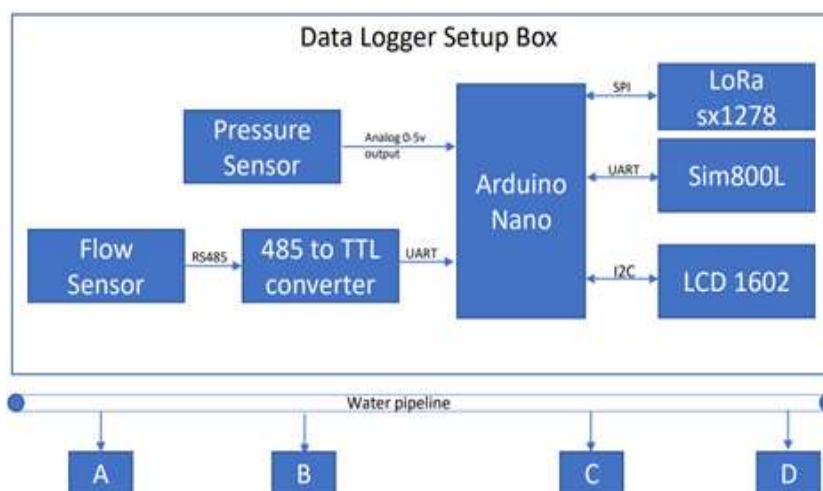 Data Logger Setup Box
Pressure
Sensor
Analog 0-5v
output
Flow
Sensor
RS485
485 to TTL
converter
UART
Arduino
Nano
SPI
LoRa
sx1278
UART
Sim800L
I2C
LCD 1602
Water pipeline
A
B
C
D